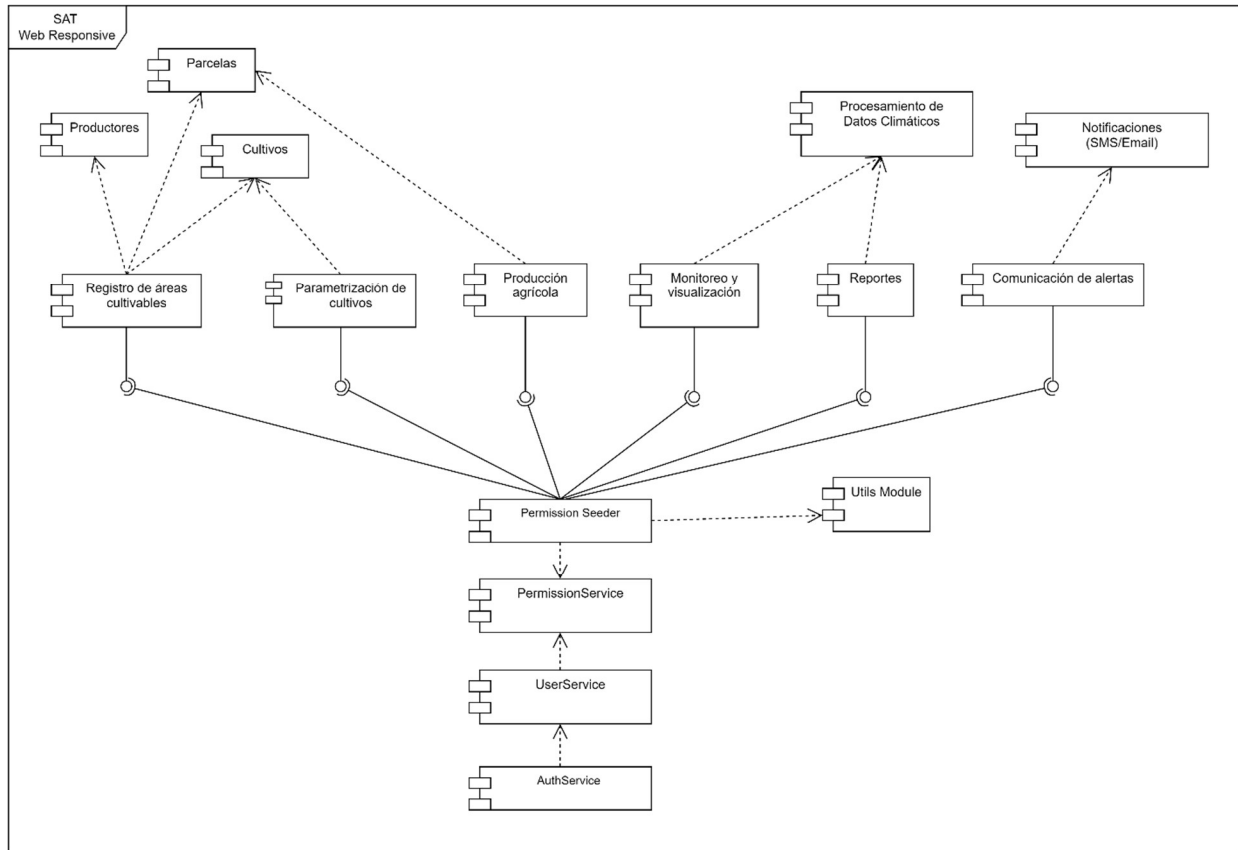 SAT
Web Responsive
Parcelas
Productores
Cultivos
Procesamiento de
Datos Climáticos
Notificaciones
(SMS/Email)
Registro de áreas
cultivables
Parametrización de
cultivos
Producción
agrícola
Monitoreo y
visualización
Reportes
Comunicación de alertas
Utils Module
Permission Seeder
PermissionService
UserService
AuthService